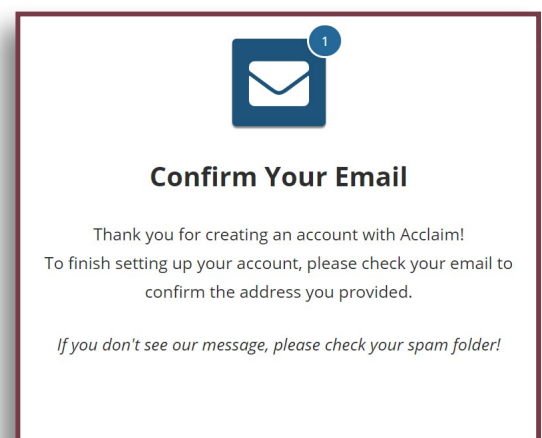 1
Confirm Your Email
Thank you for creating an account with Acclaim!
To finish setting up your account, please check your email to
confirm the address you provided.
If you don't see our message, please check your spam folder!